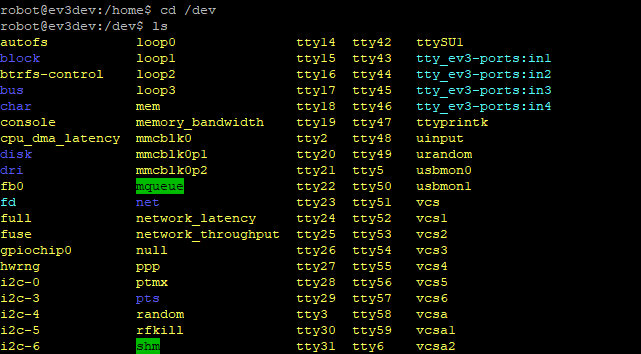 robot@ev3dev:/home$ cd /dev
robot@ev3dev:/dev$ ls
autofs loop0 tty14 tty42 ttySU1
block loop1 tty15 tty43 tty_ev3-ports:in1
btrfs-control loop2 tty16 tty44 tty_ev3-ports:in2
bus loop3 tty17 tty45 tty_ev3-ports:in3
char mem tty18 tty46 tty_ev3-ports:in4
console memory_bandwidth tty19 tty47 ttyprintk
cpu_dma_latency mmcblk0 tty2 tty48 uinput
disk mmcblk0p1 tty20 tty49 urandom
dri mmcblk0p2 tty21 tty5 usbmon0
fb0 mqueue tty22 tty50 usbmon1
fd net tty23 tty51 vcs
full network_latency tty24 tty52 vcs1
fuse network_throughput tty25 tty53 vcs2
gpiochip0 null tty26 tty54 vcs3
hwrng ppp tty27 tty55 vcs4
i2c-0 ptmx tty28 tty56 vcs5
i2c-3 pts tty29 tty57 vcs6
i2c-4 random tty3 tty58 vcsa
i2c-5 rfkill tty30 tty59 vcsa1
i2c-6 shm tty31 tty6 vcsa2